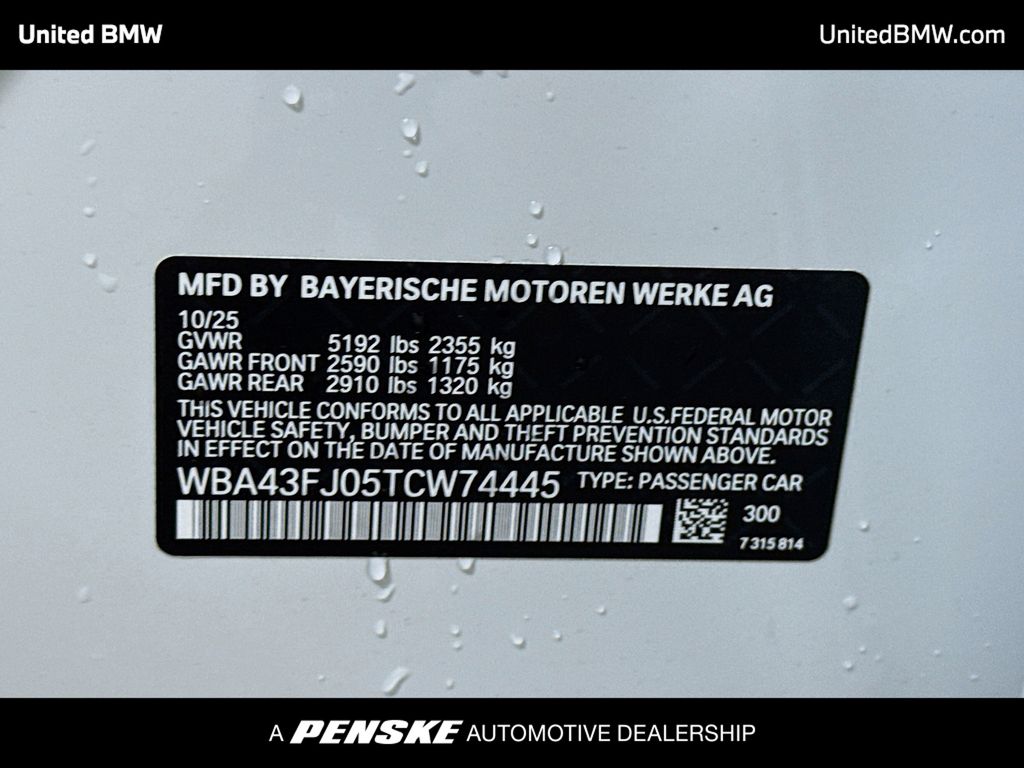 United BMW
UnitedBMW.com
MFD BY BAYERISCHE MOTOREN WERKE AG
10/25
GVWR 5192 lbs 2355 kg
GAWR FRONT 2590 lbs 1175 kg
GAWR REAR 2910 lbs 1320 kg
THIS VEHICLE CONFORMS TO ALL APPLICABLE U.S.FEDERAL MOTOR
VEHICLE SAFETY, BUMPER AND THEFT PREVENTION STANDARDS
IN EFFECT ON THE DATE OF MANUFACTURE SHOWN ABOVE.
WBA43FJ05TCW74445 TYPE: PASSENGER CAR
300
7315814
A PENSKE AUTOMOTIVE DEALERSHIP